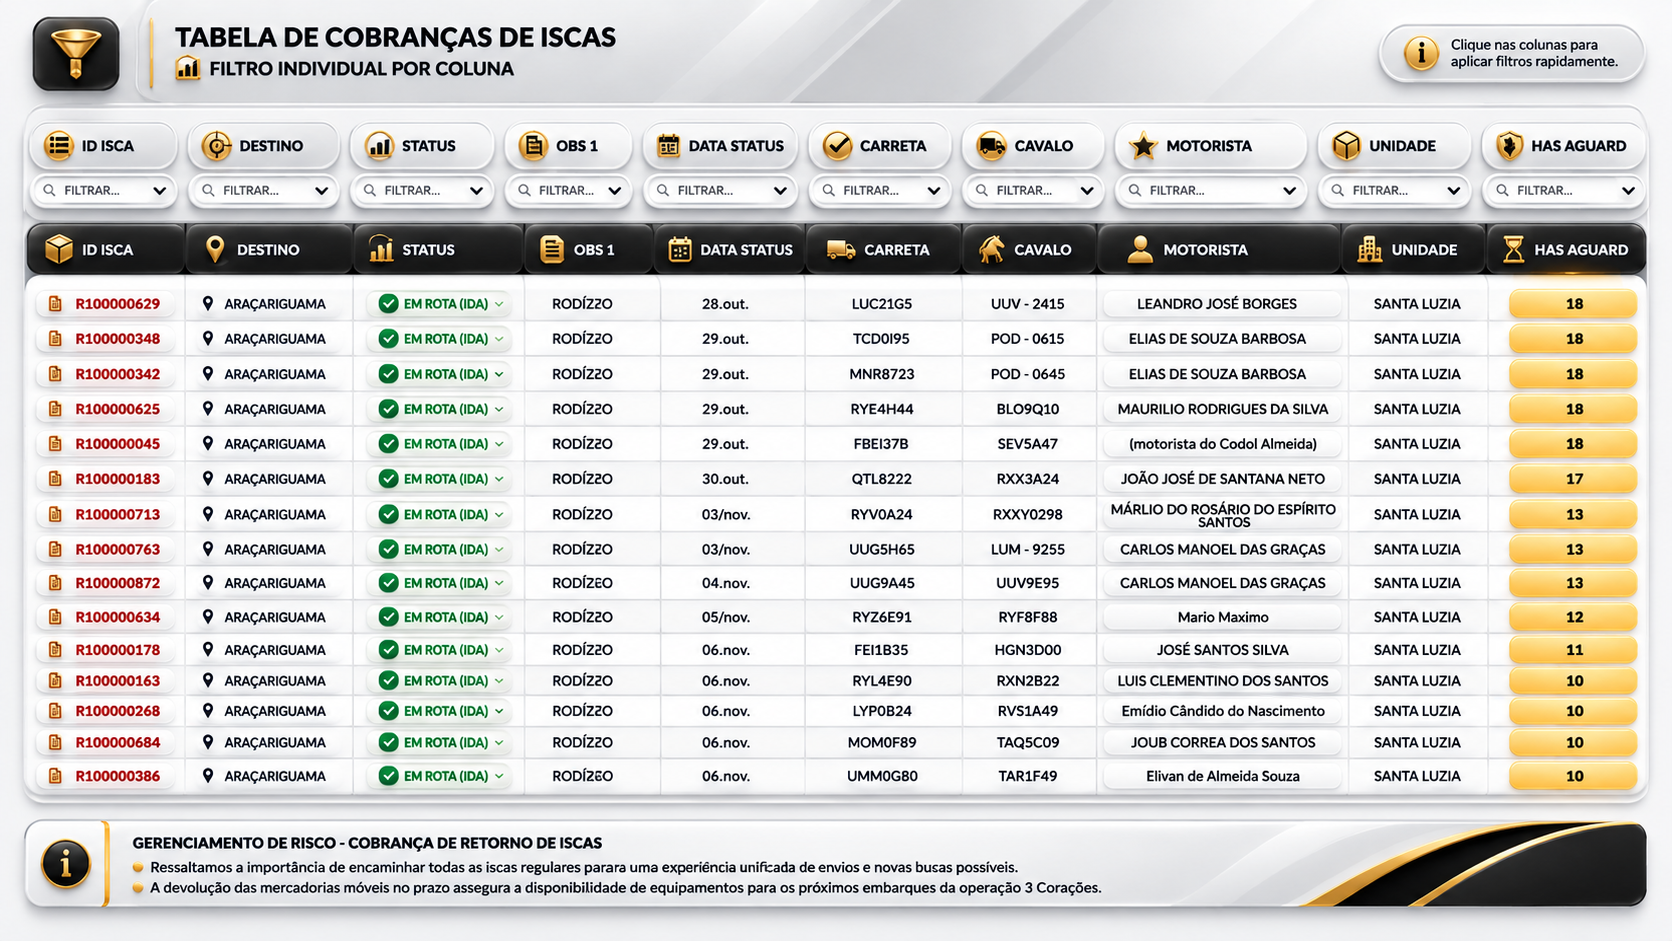 TABELA DE COBRANÇAS DE ISCAS
FILTRO INDIVIDUAL POR COLUNA
Clique nas colunas para
aplicar filtros rapidamente.
ID ISCA DESTINO STATUS OBS 1 DATA STATUS CARRETA CAVALO MOTORISTA UNIDADE HAS AGUARD
FILTRAR... FILTRAR... FILTRAR... FILTRAR... FILTRAR... FILTRAR... FILTRAR... FILTRAR... FILTRAR... FILTRAR...
ID ISCA DESTINO STATUS OBS 1 DATA STATUS CARRETA CAVALO MOTORISTA UNIDADE HAS AGUARD
R100000629 ARAÇARIGUAMA EM ROTA (IDA) RODÍZZO 28.out. LUC21G5 UUV - 2415 LEANDRO JOSÉ BORGES SANTA LUZIA 18
R100000348 ARAÇARIGUAMA EM ROTA (IDA) RODÍZZO 29.out. TCD0I95 POD - 0615 ELIAS DE SOUZA BARBOSA SANTA LUZIA 18
R100000342 ARAÇARIGUAMA EM ROTA (IDA) RODÍZZO 29.out. MNR8723 POD - 0645 ELIAS DE SOUZA BARBOSA SANTA LUZIA 18
R100000625 ARAÇARIGUAMA EM ROTA (IDA) RODÍZZO 29.out. RYE4H44 BLO9Q10 MAURILIO RODRIGUES DA SILVA SANTA LUZIA 18
R100000045 ARAÇARIGUAMA EM ROTA (IDA) RODÍZZO 29.out. FBEI37B SEV5A47 (motorista do Codol Almeida) SANTA LUZIA 18
R100000183 ARAÇARIGUAMA EM ROTA (IDA) RODÍZZO 30.out. QTL8222 RXX3A24 JOÃO JOSÉ DE SANTANA NETO SANTA LUZIA 17
R100000713 ARAÇARIGUAMA EM ROTA (IDA) RODÍZZO 03/nov. RYV0A24 RXXY0298 MÁRLIO DO ROSÁRIO DO ESPÍRITO SANTA LUZIA 13
SANTOS
R100000763 ARAÇARIGUAMA EM ROTA (IDA) RODÍZZO 03/nov. UUG5H65 LUM - 9255 CARLOS MANOEL DAS GRAÇAS SANTA LUZIA 13
R100000872 ARAÇARIGUAMA EM ROTA (IDA) RODÍZZO 04.nov. UUG9A45 UUV9E95 CARLOS MANOEL DAS GRAÇAS SANTA LUZIA 13
R100000634 ARAÇARIGUAMA EM ROTA (IDA) RODÍZZO 05/nov. RYZ6E91 RYF8F88 Mario Maximo SANTA LUZIA 12
R100000178 ARAÇARIGUAMA EM ROTA (IDA) RODÍZZO 06.nov. FEI1B35 HGN3D00 JOSÉ SANTOS SILVA SANTA LUZIA 11
R100000163 ARAÇARIGUAMA EM ROTA (IDA) RODÍZZO 06.nov. RYL4E90 RXN2B22 LUIS CLEMENTINO DOS SANTOS SANTA LUZIA 10
R100000268 ARAÇARIGUAMA EM ROTA (IDA) RODÍZZO 06.nov. LYP0B24 RVS1A49 Emídio Cândido do Nascimento SANTA LUZIA 10
R100000684 ARAÇARIGUAMA EM ROTA (IDA) RODÍZZO 06.nov. MOM0F89 TAQ5C09 JOUB CORREA DOS SANTOS SANTA LUZIA 10
R100000386 ARAÇARIGUAMA EM ROTA (IDA) RODÍZZO 06.nov. UMM0G80 TAR1F49 Elivan de Almeida Souza SANTA LUZIA 10
GERENCIAMENTO DE RISCO - COBRANÇA DE RETORNO DE ISCAS
Ressaltamos a importância de encaminhar todas as iscas regulares parara uma experiência unificada de envios e novas busas possíveis.
A devolução das mercadorias móveis no prazo assegura a disponibilidade de equipamentos para os próximos embarques da operação 3 Corações.